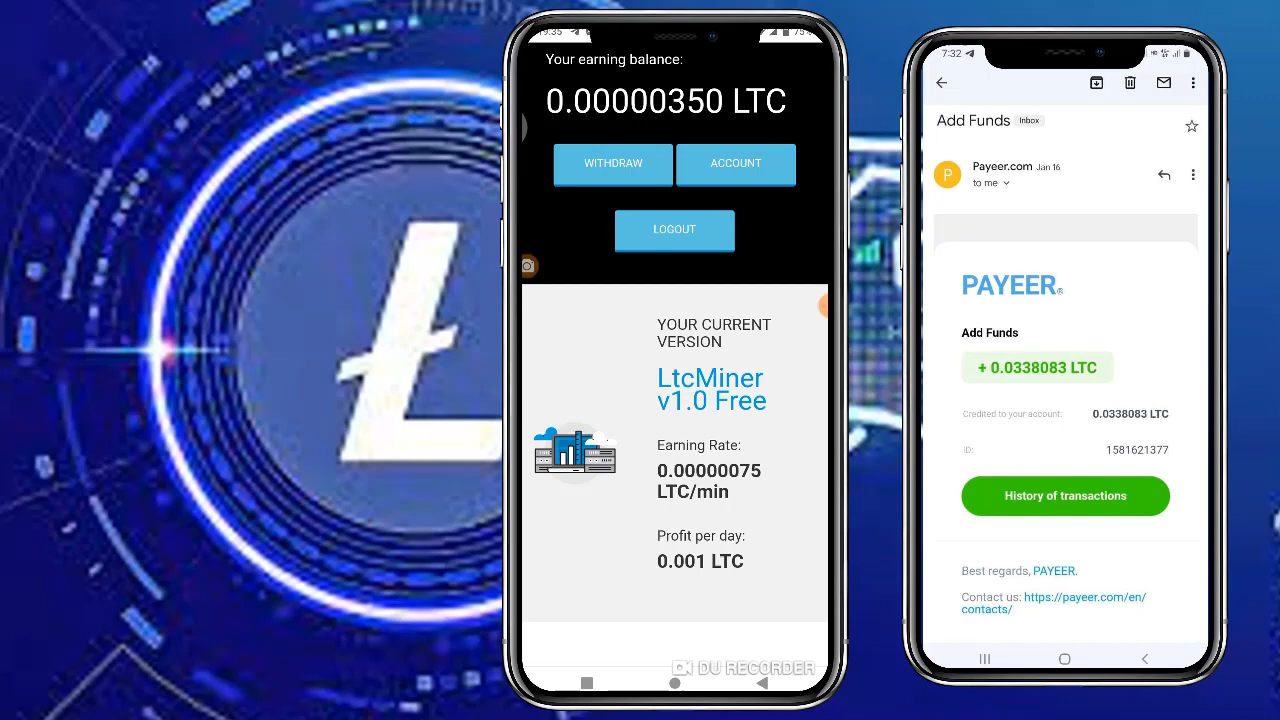 19:35
75%
Your earning balance:
0.00000350 LTC
WITHDRAW
ACCOUNT
LOGOUT
YOUR CURRENT
VERSION
LtcMiner
v1.0 Free
Earning Rate:
0.00000075
LTC/min
Profit per day:
0.001 LTC
DU RECORDER
7:32
Add Funds
Inbox
P
Payeer.com Jan 16
to me
PAYEER®
Add Funds
+ 0.0338083 LTC
Credited to your account: 0.0338083 LTC
ID: 1581621377
History of transactions
Best regards, PAYEER.
Contact us: https://payeer.com/en/
contacts/